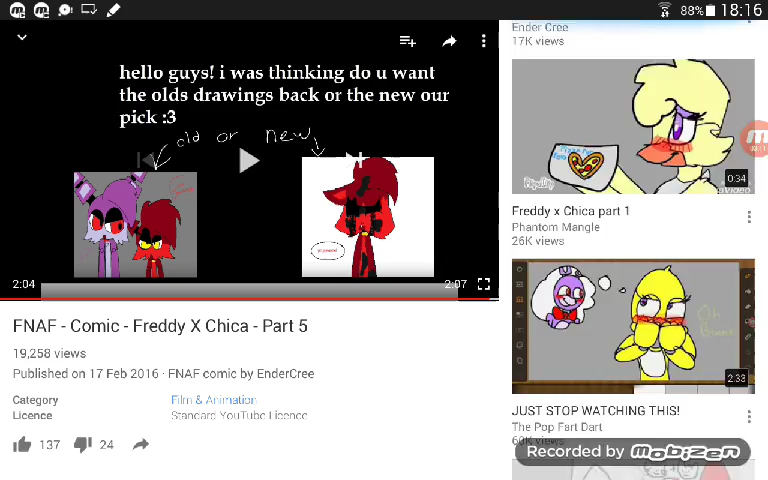 88% 18:16
hello guys! i was thinking do u want
the olds drawings back or the new our
pick :3
old or new
2:04
2:07
FNAF - Comic - Freddy X Chica - Part 5
19,258 views
Published on 17 Feb 2016 · FNAF comic by EnderCree
Category Film & Animation
Licence Standard YouTube Licence
137 24
Ender Cree
17K views
0:34
Freddy x Chica part 1
Phantom Mangle
26K views
2:33
JUST STOP WATCHING THIS!
The Pop Fart Dart
60K views
Recorded by mobizen